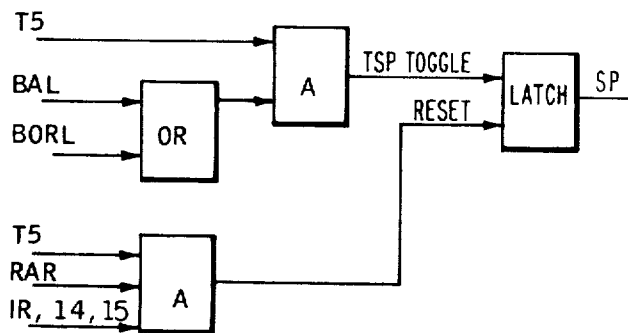 T5
TSP TOGGLE
A
BAL
LATCH
SP
OR
BORL
RESET
T5
RAR
A
IR, 14, 15